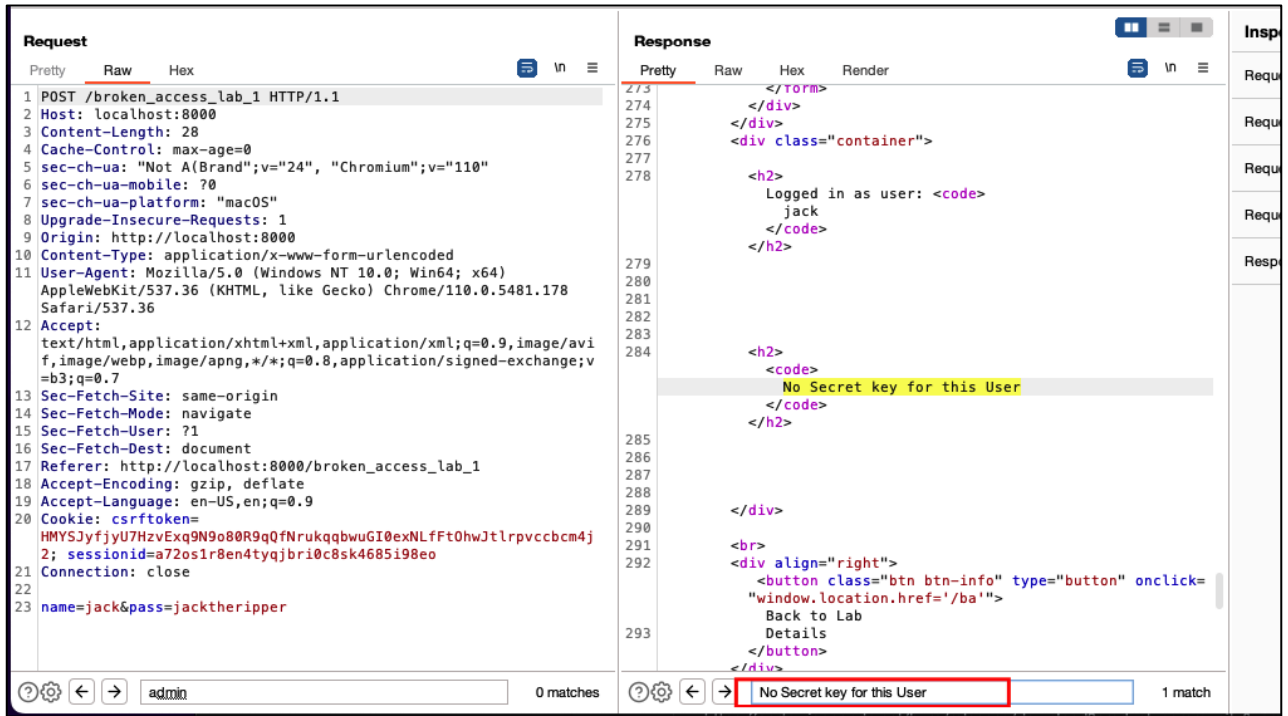 Request
Pretty Raw Hex \n
1 POST /broken_access_lab_1 HTTP/1.1
2 Host: localhost:8000
3 Content-Length: 28
4 Cache-Control: max-age=0
5 sec-ch-ua: "Not A(Brand";v="24", "Chromium";v="110"
6 sec-ch-ua-mobile: ?0
7 sec-ch-ua-platform: "macOS"
8 Upgrade-Insecure-Requests: 1
9 Origin: http://localhost:8000
10 Content-Type: application/x-www-form-urlencoded
11 User-Agent: Mozilla/5.0 (Windows NT 10.0; Win64; x64)
AppleWebKit/537.36 (KHTML, like Gecko) Chrome/110.0.5481.178
Safari/537.36
12 Accept:
text/html,application/xhtml+xml,application/xml;q=0.9,image/avi
f,image/webp,image/apng,*/*;q=0.8,application/signed-exchange;v
=b3;q=0.7
13 Sec-Fetch-Site: same-origin
14 Sec-Fetch-Mode: navigate
15 Sec-Fetch-User: ?1
16 Sec-Fetch-Dest: document
17 Referer: http://localhost:8000/broken_access_lab_1
18 Accept-Encoding: gzip, deflate
19 Accept-Language: en-US,en;q=0.9
20 Cookie: csrftoken=
HMYSJyfjyU7HzvExq9N9o80R9qQfNrukqqbwuGI0exNLfFtOhwJtlrpvccbcm4j
2; sessionid=a72os1r8en4tyqjbri0c8sk4685i98eo
21 Connection: close
22
23 name=jack&pass=jacktheripper
admin 0 matches
Response
Pretty Raw Hex Render \n
273 </form>
274 </div>
275 </div>
276 <div class="container">
277
278 <h2>
Logged in as user: <code>
jack
</code>
</h2>
279
280
281
282
283
284 <h2>
<code>
No Secret key for this User
</code>
</h2>
285
286
287
288
289 </div>
290
291 <br>
292 <div align="right">
<button class="btn btn-info" type="button" onclick=
"window.location.href='/ba'">
Back to Lab
293 Details
</button>
</div>
No Secret key for this User 1 match
Inspe
Requ
Requ
Requ
Requ
Resp